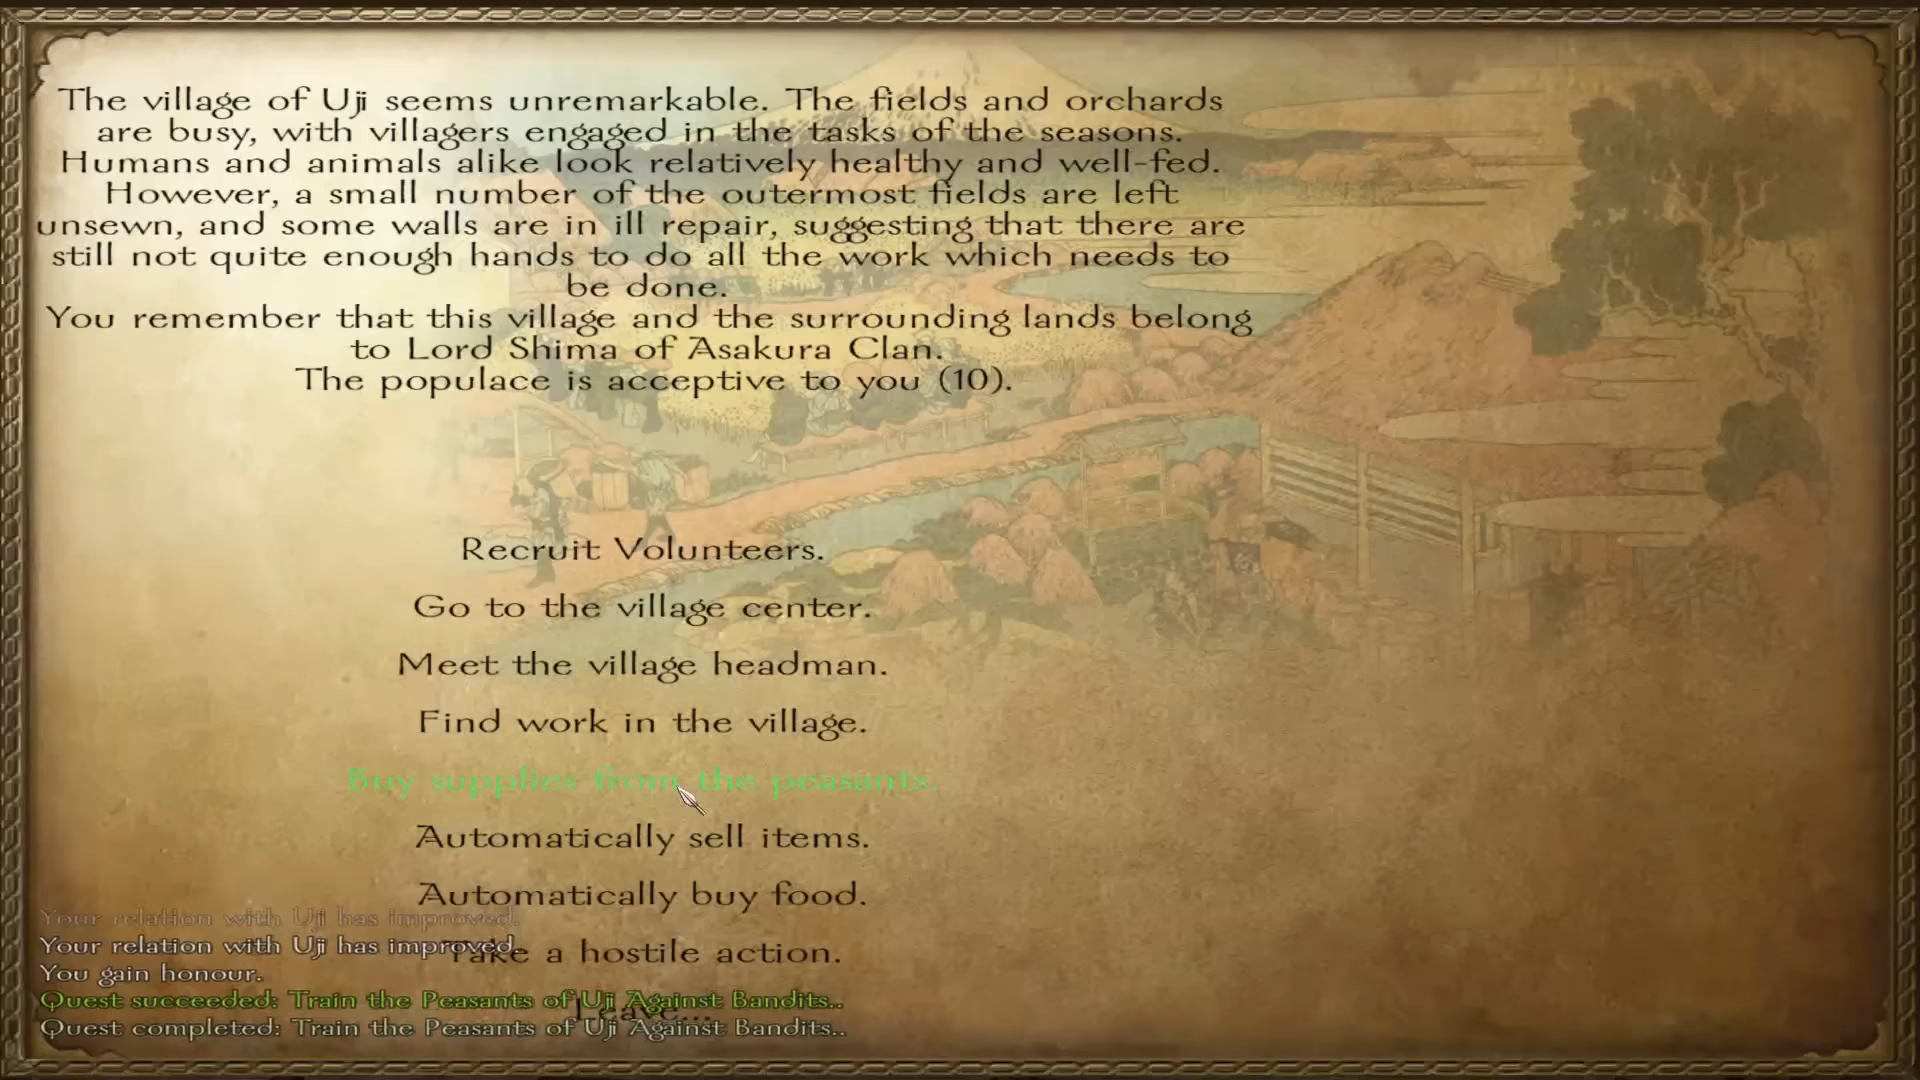 The village of Uji seems unremarkable. The fields and orchards
are busy, with villagers engaged in the tasks of the seasons.
Humans and animals alike look relatively healthy and well-fed.
However, a small number of the outermost fields are left
unsewn, and some walls are in ill repair, suggesting that there are
still not quite enough hands to do all the work which needs to
be done.
You remember that this village and the surrounding lands belong
to Lord Shima of Asakura Clan.
The populace is acceptive to you (10).
Recruit Volunteers.
Go to the village center.
Meet the village headman.
Find work in the village.
Buy supplies from the peasants.
Automatically sell items.
Automatically buy food.
Take a hostile action.
Leave...
Your relation with Uji has improved.
Your relation with Uji has improved.
You gain honour.
Quest succeeded: Train the Peasants of Uji Against Bandits..
Quest completed: Train the Peasants of Uji Against Bandits..